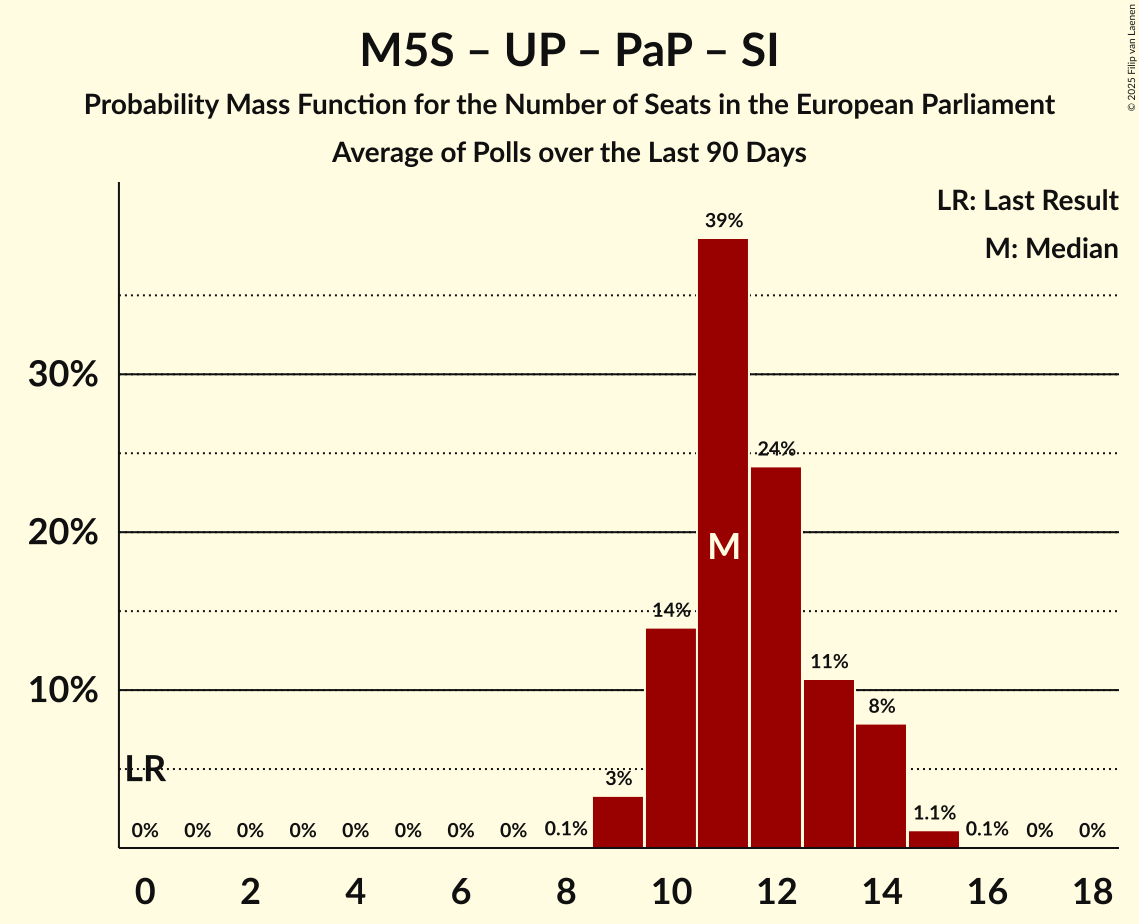 M5S – UP – PaP – SI
Probability Mass Function for the Number of Seats in the European Parliament
Average of Polls over the Last 90 Days
© 2025 Filip van Laenen
LR: Last Result
M: Median
39%
30%
24%
20%
M
14%
11%
10%
8%
LR
3%
1.1%
0% 0% 0% 0% 0% 0% 0% 0% 0.1% 0.1% 0% 0%
0 2 4 6 8 10 12 14 16 18